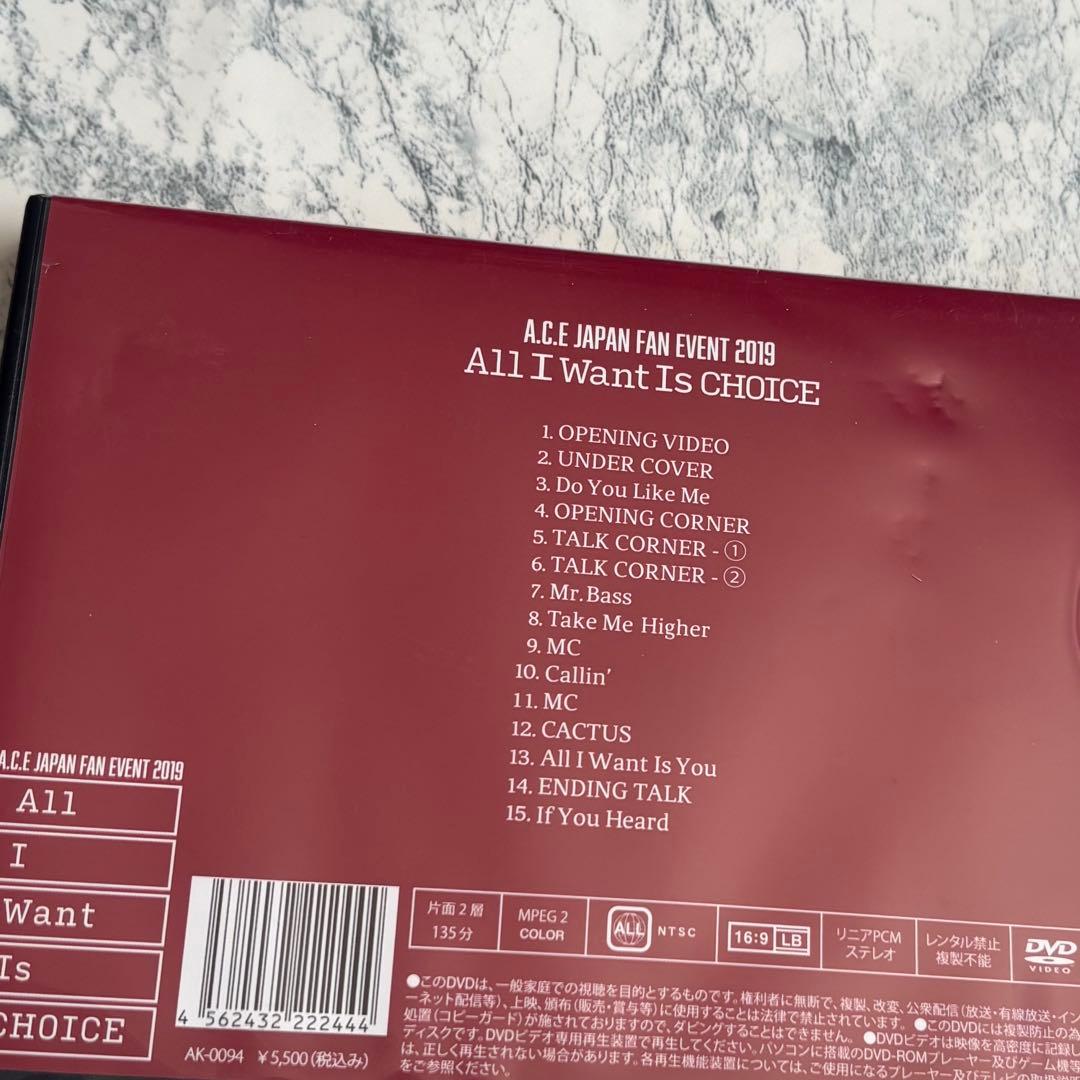 A.C.E JAPAN FAN EVENT 2019
All I Want Is CHOICE
1. OPENING VIDEO
2. UNDER COVER
3. Do You Like Me
4. OPENING CORNER
5. TALK CORNER - ①
6. TALK CORNER - ②
7. Mr.Bass
8. Take Me Higher
9. MC
10. Callin'
11. MC
12. CACTUS
13. All I Want Is You
14. ENDING TALK
15. If You Heard
A.C.E JAPAN FAN EVENT 2019
All
I
Want
Is
CHOICE
4 562432 222444
AK-0094 ¥5,500(税込み)
片面2層
135分
MPEG 2
COLOR
ALL NTSC
16:9 LB
リニアPCM
ステレオ
レンタル禁止
複製不能
DVD
VIDEO
●このDVDは、一般家庭での視聴を目的とするものです。権利者に無断で、複製、改変、公衆配信(放送・有線放送・イン
ーネット配信等)、上映、頒布(販売・賞与等)に使用することは法律で禁止されています。 ●このDVDには複製防止の為
処置(コピーガード)が施されておりますので、ダビングすることはできません。 ●DVDビデオは映像を高密度に記録し
ディスクです。DVDビデオ専用再生装置で再生してください。パソコンに搭載のDVD-ROMプレーヤー及びゲーム機等
は、正しく再生されない場合があります。各再生機能装置については、ご使用になるプレーヤー及びテレビの取扱説
をご参照ください。